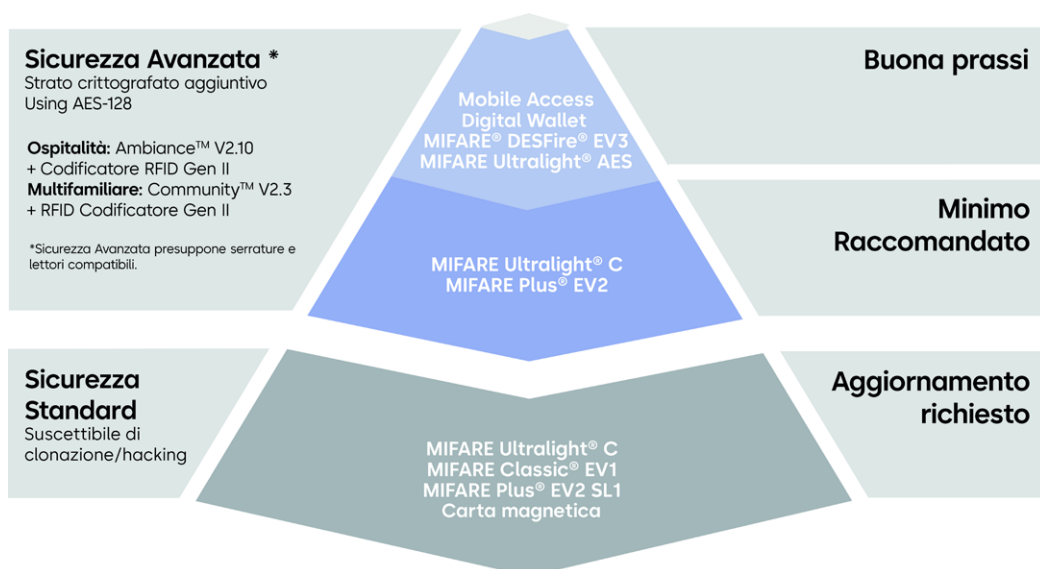 Sicurezza Avanzata *
Strato crittografato aggiuntivo
Using AES-128
Ospitalità: Ambiance™ V2.10
+ Codificatore RFID Gen II
Multifamiliare: Community™ V2.3
+ RFID Codificatore Gen II
*Sicurezza Avanzata presuppone serrature e
lettori compatibili.
Mobile Access
Digital Wallet
MIFARE® DESFire® EV3
MIFARE Ultralight® AES
Buona prassi
MIFARE Ultralight® C
MIFARE Plus® EV2
Minimo
Raccomandato
Sicurezza
Standard
Suscettibile di
clonazione/hacking
MIFARE Ultralight® C
MIFARE Classic® EV1
MIFARE Plus® EV2 SL1
Carta magnetica
Aggiornamento
richiesto